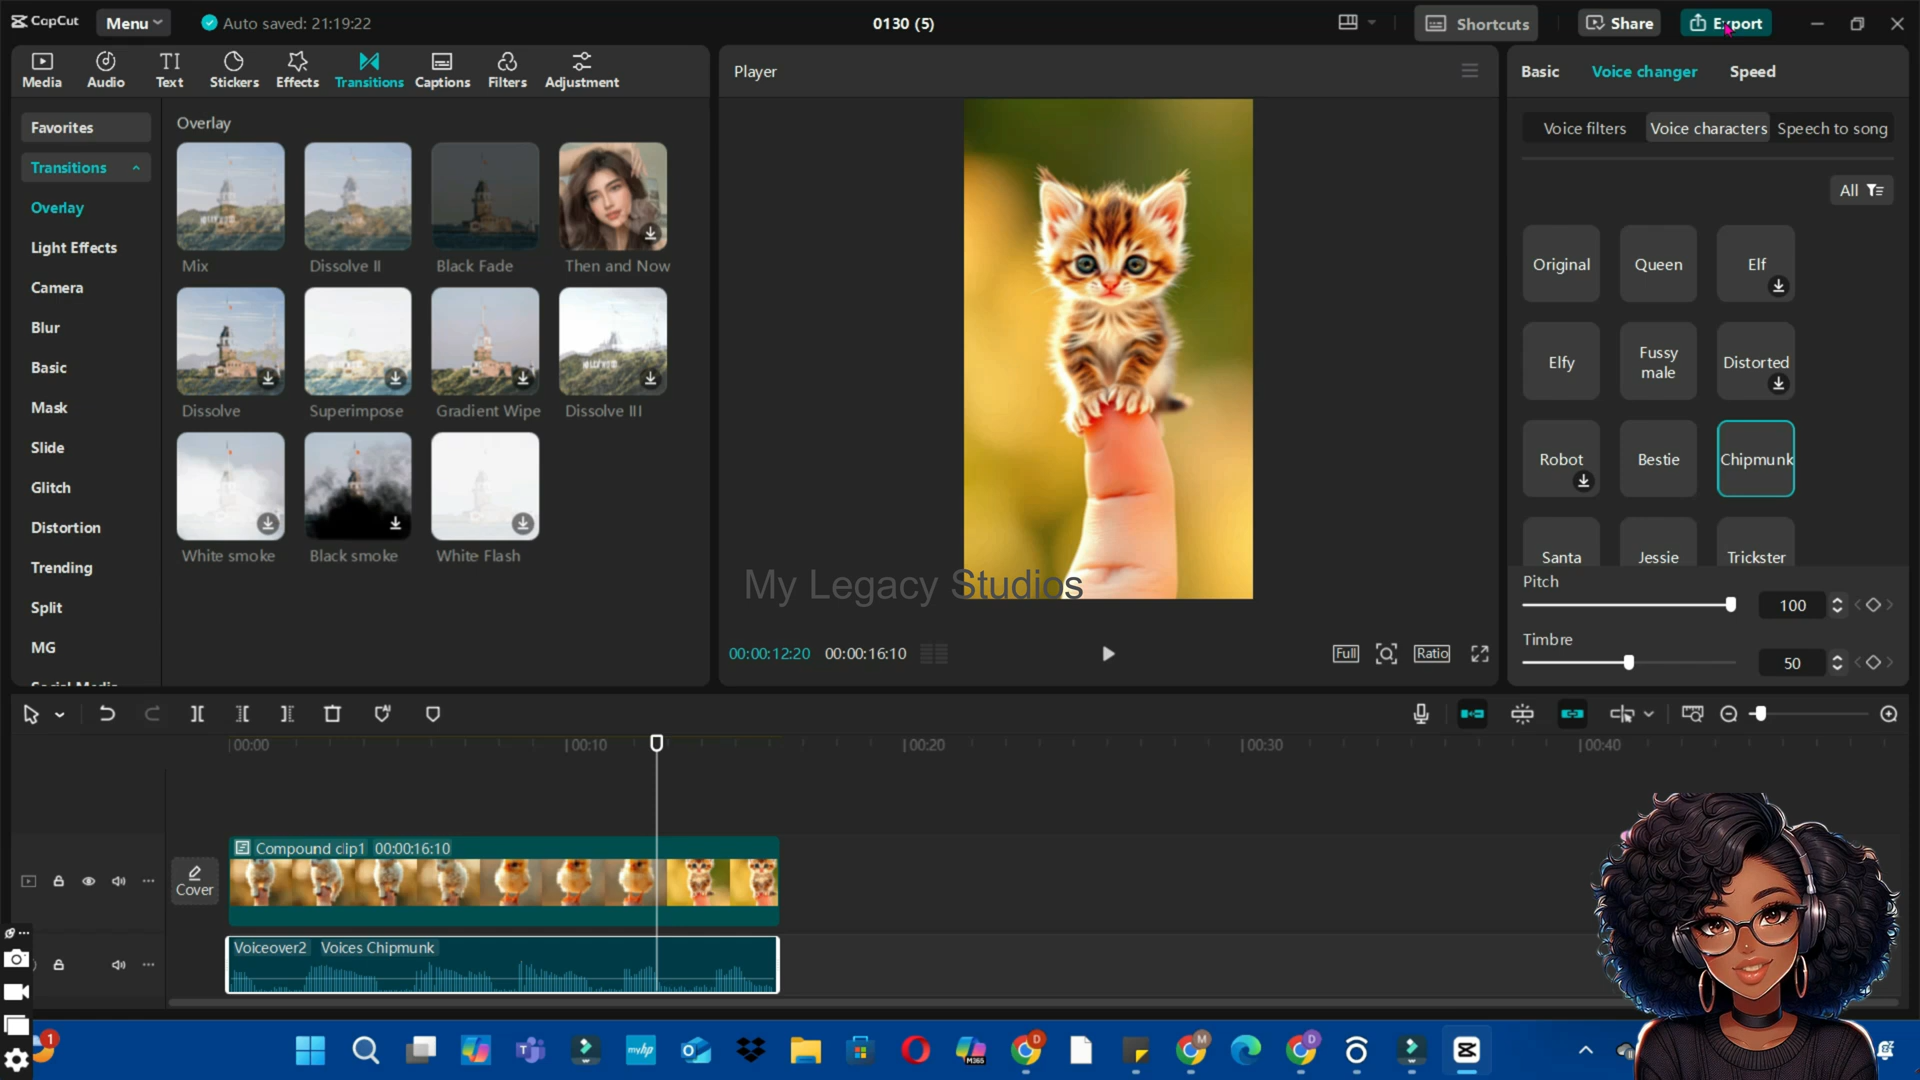 CapCut
Menu
Auto saved: 21:19:22
0130 (5)
Shortcuts
Share
Export
Media
Audio
TI
Text
Stickers
Effects
Transitions
Captions
Filters
Adjustment
Favorites
Transitions
Overlay
Light Effects
Camera
Blur
Basic
Mask
Slide
Glitch
Distortion
Trending
Split
MG
Social Media
Overlay
Mix
Dissolve II
Black Fade
Then and Now
Dissolve
Superimpose
Gradient Wipe
Dissolve III
White smoke
Black smoke
White Flash
Player
My Legacy Studios
00:00:12:20 00:00:16:10
Full
Ratio
Basic
Voice changer
Speed
Voice filters
Voice characters
Speech to song
All
Original
Queen
Elf
Elfy
Fussy
male
Distorted
Robot
Bestie
Chipmunk
Santa
Jessie
Trickster
Pitch
100
Timbre
50
00:00
00:10
00:20
00:30
00:40
Cover
Compound clip1 00:00:16:10
Voiceover2 Voices Chipmunk
1
myhp
M365
D
M
D